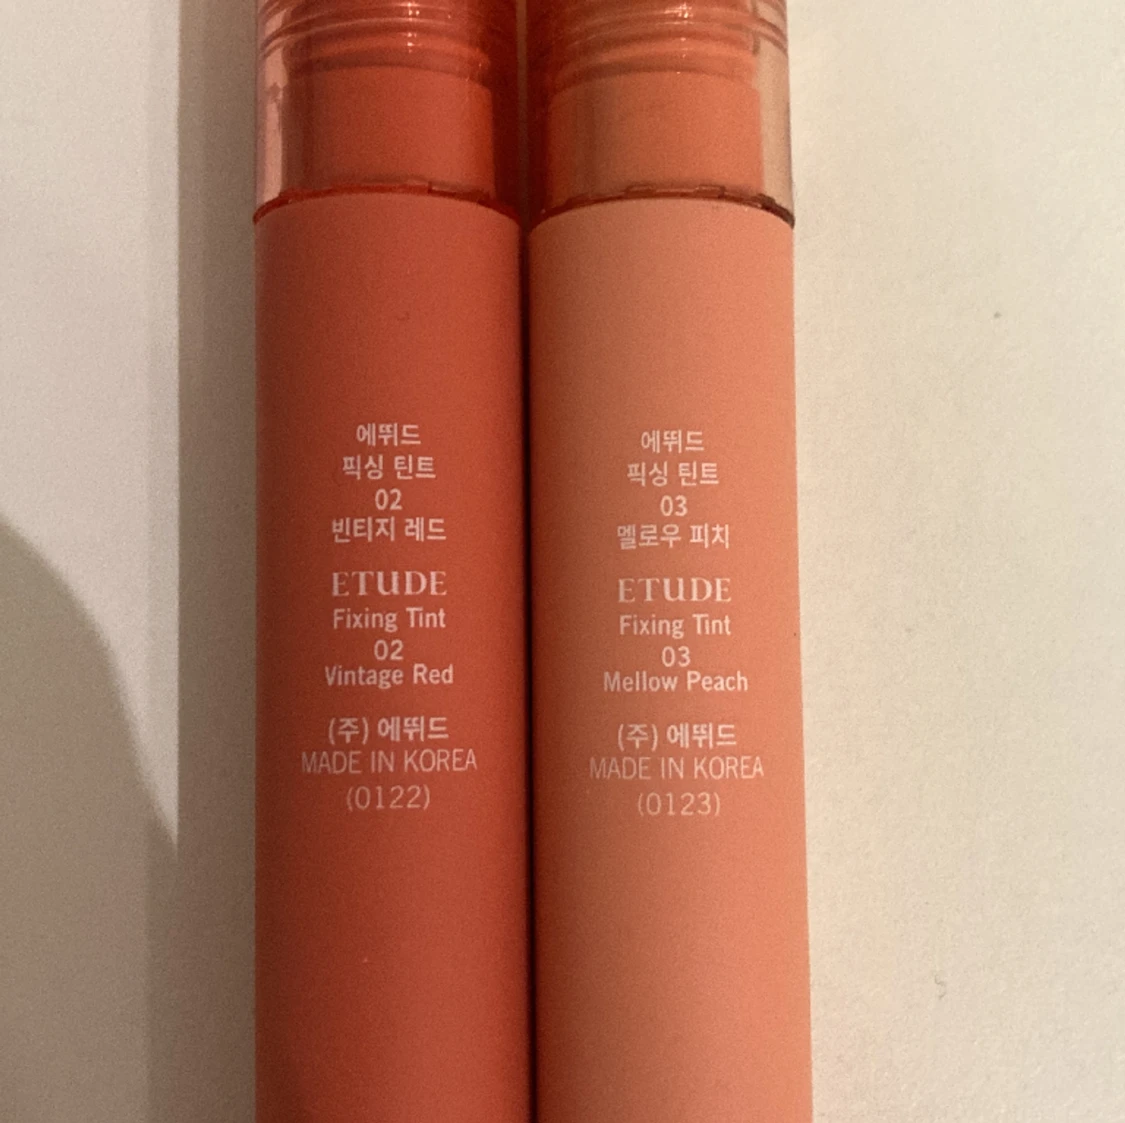 에뛰드
픽싱 틴트
02
빈티지 레드
ETUDE
Fixing Tint
02
Vintage Red
(주) 에뛰드
MADE IN KOREA
(0122)
에뛰드
픽싱 틴트
03
멜로우 피치
ETUDE
Fixing Tint
03
Mellow Peach
(주) 에뛰드
MADE IN KOREA
(0123)